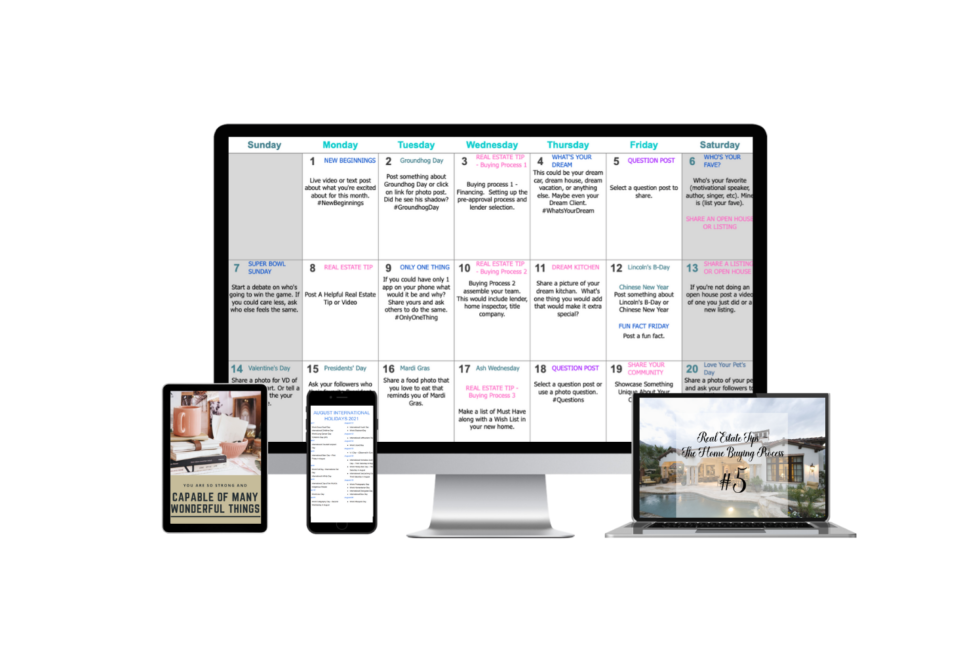 Sunday Monday Tuesday Wednesday Thursday Friday Saturday
1 NEW BEGINNINGS
Live video or text post
about what you're excited
about for this month.
#NewBeginnings
2 Groundhog Day
Post something about
Groundhog Day or click
on link for photo post.
Did he see his shadow?
#GroundhogDay
3 REAL ESTATE TIP
- Buying Process 1
Buying process 1 -
Financing. Setting up the
pre-approval process and
lender selection.
4 WHAT'S YOUR
DREAM
This could be your dream
car, dream house, dream
vacation, or anything
else. Maybe even your
Dream Client.
#WhatsYourDream
5 QUESTION POST
Select a question post to
share.
6 WHO'S YOUR
FAVE?
Who's your favorite
(motivational speaker,
author, singer, etc). Mine
is (list your fave).
SHARE AN OPEN HOUSE
OR LISTING
7 SUPER BOWL
SUNDAY
Start a debate on who's
going to win the game. If
you could care less, ask
who else feels the same.
8 REAL ESTATE TIP
Post A Helpful Real Estate
Tip or Video
9 ONLY ONE THING
If you could have only 1
app on your phone what
would it be and why?
Share yours and ask
others to do the same.
#OnlyOneThing
10 REAL ESTATE TIP
- Buying Process 2
Buying Process 2
assemble your team.
This would include lender,
home inspector, title
company.
11 DREAM KITCHEN
Share a picture of your
dream kitchen. What's
one thing you would add
that would make it extra
special?
12 Lincoln's B-Day
Chinese New Year
Post something about
Lincoln's B-Day or
Chinese New Year
FUN FACT FRIDAY
Post a fun fact.
13 SHARE A LISTING
OR OPEN HOUSE
If you're not doing an
open house post a video
of one you just did or a
new listing.
14 Valentine's Day
Share a photo for VD of
Or tell a
the your
15 Presidents' Day
Ask your followers who
16 Mardi Gras
Share a food photo that
you love to eat that
reminds you of Mardi
Gras.
17 Ash Wednesday
REAL ESTATE TIP -
Buying Process 3
Make a list of Must Have
along with a Wish List in
your new home.
18 QUESTION POST
Select a question post or
use a photo question.
#Questions
19 SHARE YOUR
COMMUNITY
Showcase Something
Unique About Your
20 Love Your Pet's
Day
Share a photo of your pet
and ask your followers to
YOU ARE SO STRONG AND
CAPABLE OF MANY
WONDERFUL THINGS
AUGUST INTERNATIONAL
HOLIDAYS 2021
Real Estate Tip
The Home Buying Process
#5